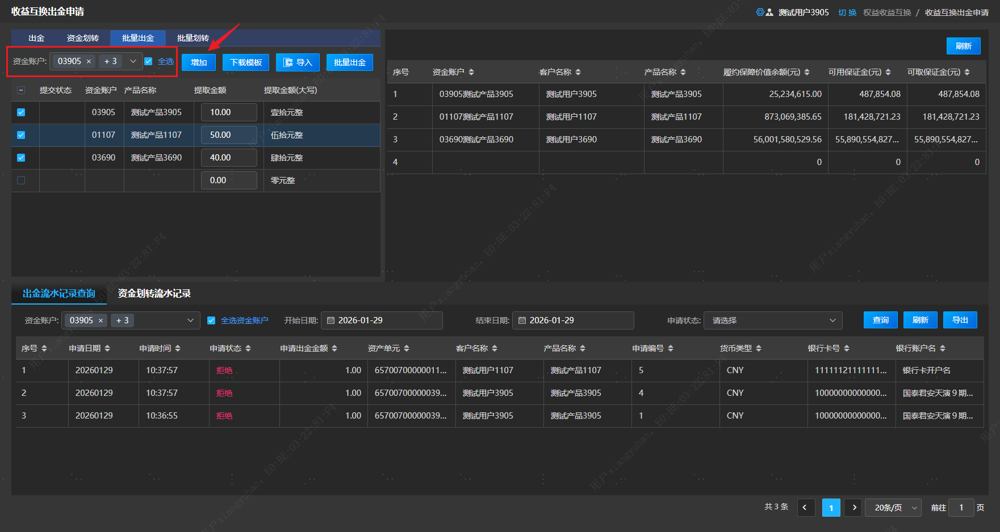 收益互换出金申请
测试用户3905 切 换 权益收益互换 / 收益互换出金申请
出金 资金划转 批量出金 批量划转
资金账户: 03905 × + 3 全选 增加 下载模板 导入 批量出金
提交状态 资金账户 产品名称 提取金额 提取金额(大写)
03905 测试产品3905 10.00 壹拾元整
01107 测试产品1107 50.00 伍拾元整
03690 测试产品3690 40.00 肆拾元整
0.00 零元整
刷新
序号 资金账户 客户名称 产品名称 履约保障价值余额(元) 可用保证金(元) 可取保证金(元)
1 03905测试产品3905 测试用户3905 测试产品3905 25,234,615.00 487,854.08 487,854.08
2 01107测试产品1107 测试用户1107 测试产品1107 873,069,385.65 181,428,721.23 181,428,721.23
3 03690测试产品3690 测试用户3690 测试产品3690 56,001,580,529.56 55,890,554,827... 55,890,554,827...
4 0 0 0
出金流水记录查询 资金划转流水记录
资金账户: 03905 × + 3 全选资金账户 开始日期: 2026-01-29 结束日期: 2026-01-29 申请状态: 请选择 查询 刷新 导出
序号 申请日期 申请时间 申请状态 申请出金金额 资产单元 客户名称 产品名称 申请编号 货币类型 银行卡号 银行账户名
1 20260129 10:37:57 拒绝 1.00 65700700000011... 测试用户1107 测试产品1107 5 CNY 11111121111111... 银行卡开户名
2 20260129 10:37:57 拒绝 1.00 65700700000039... 测试用户3905 测试产品3905 4 CNY 10000000000000... 国泰君安天演９期...
3 20260129 10:36:55 拒绝 1.00 65700700000039... 测试用户3905 测试产品3905 1 CNY 10000000000000... 国泰君安天演９期...
共 3 条 1 20条/页 前往 1 页
用户xiangyuhan, E0:BE:03:22:81:F4